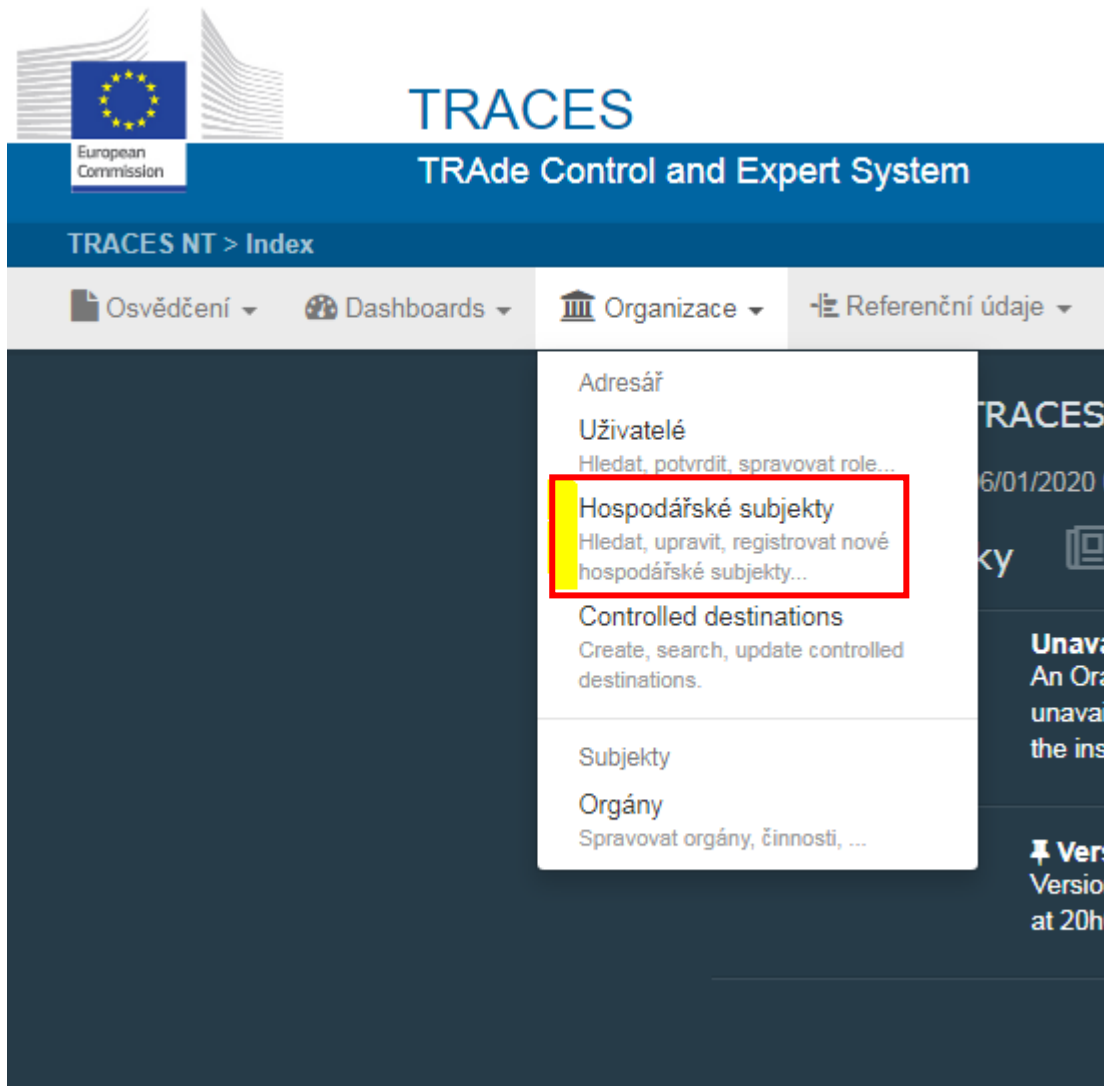 European
Commission
TRACES
TRAde Control and Expert System
TRACES NT > Index
Osvědčení
Dashboards
Organizace
Referenční údaje
Adresář
Uživatelé
Hledat, potvrdit, spravovat role...
Hospodářské subjekty
Hledat, upravit, registrovat nové
hospodářské subjekty...
Controlled destinations
Create, search, update controlled
destinations.
Subjekty
Orgány
Spravovat orgány, činnosti, ...
TRACES
6/01/2020
ky
Unava
An Ora
unavai
the ins
Vers
Version
at 20h